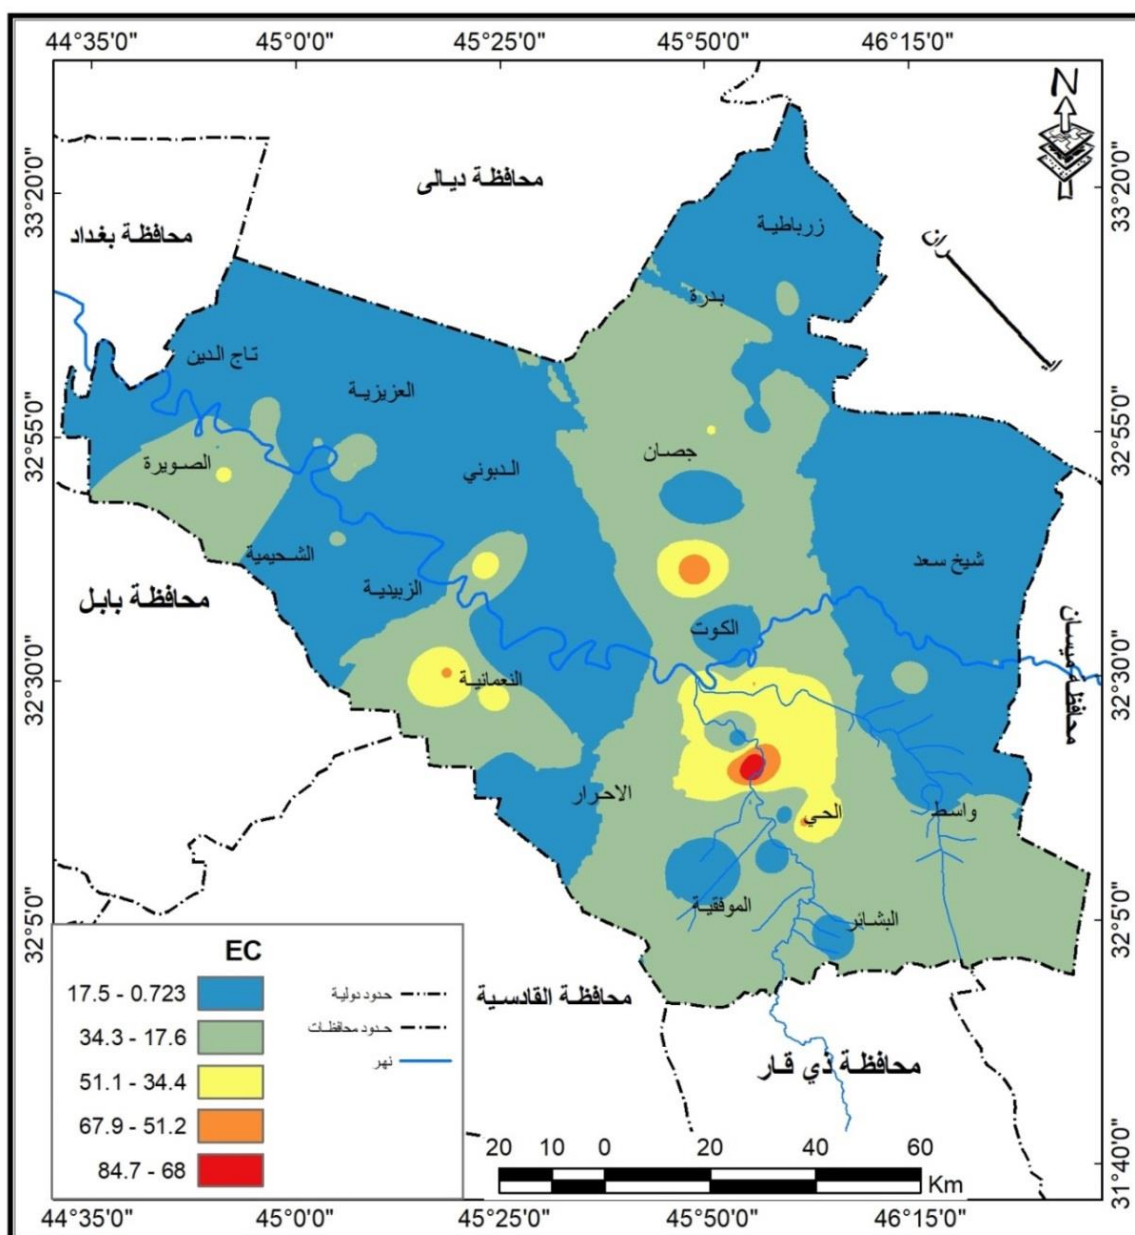 44°35'0" 45°0'0" 45°25'0" 45°50'0" 46°15'0"
N
33°20'0" 33°20'0"
محافظة ديالى
محافظة بغداد
زرباطية
ايران
بدرة
تاج الدين
العزيزية
32°55'0" 32°55'0"
جصان
الصويرة
الدبوني
الشحيمية
شيخ سعد
الزبيدية
محافظة بابل
الكوت
محافظة ميسان
32°30'0" 32°30'0"
النعمانية
الاحرار
الحي
واسط
الموفقية
البشائر
32°5'0" 32°5'0"
محافظة القادسية
محافظة ذي قار
EC
17.5 - 0.723
34.3 - 17.6
51.1 - 34.4
67.9 - 51.2
84.7 - 68
حدود دولية
حدود محافظات
نهر
20 10 0 20 40 60
Km
31°40'0"
44°35'0" 45°0'0" 45°25'0" 45°50'0" 46°15'0"